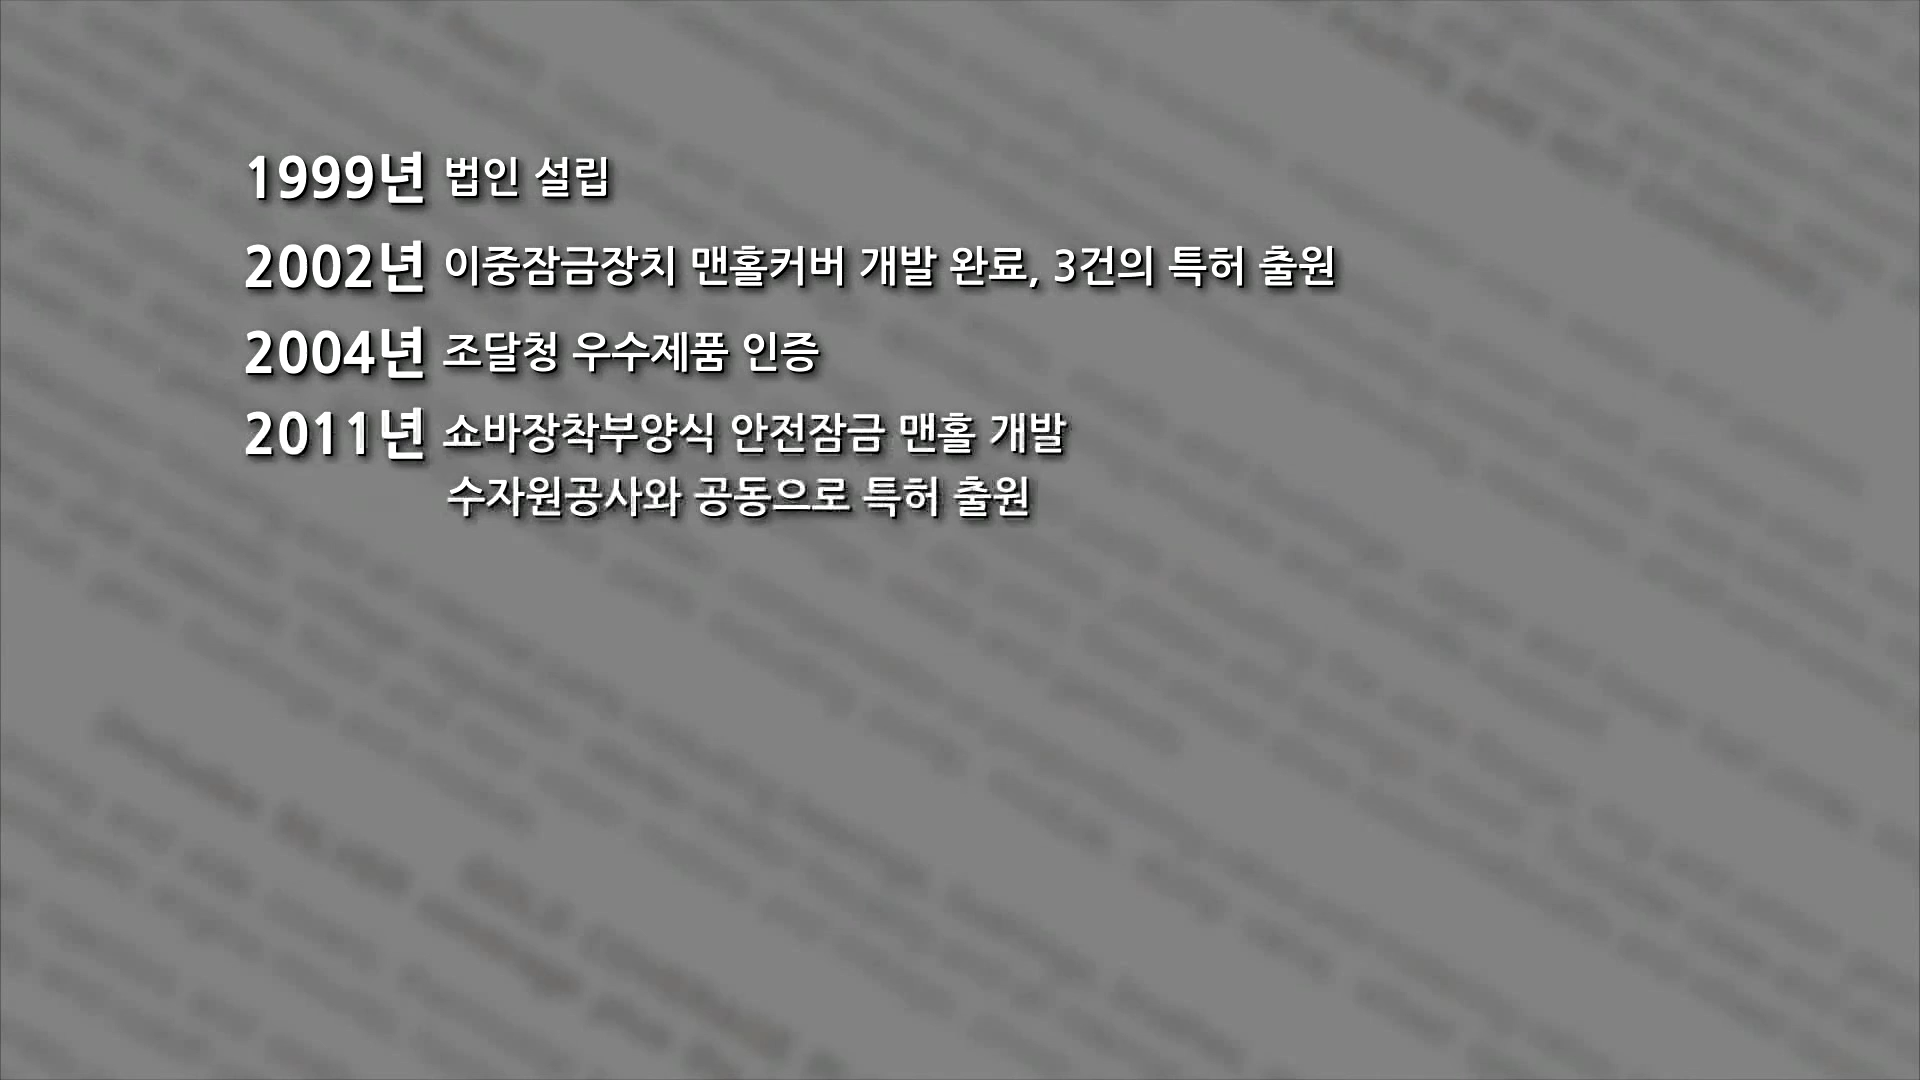 1999년 법인 설립
2002년 이중잠금장치 맨홀커버 개발 완료, 3건의 특허 출원
2004년 조달청 우수제품 인증
2011년 쇼바장착부양식 안전잠금 맨홀 개발
수자원공사와 공동으로 특허 출원